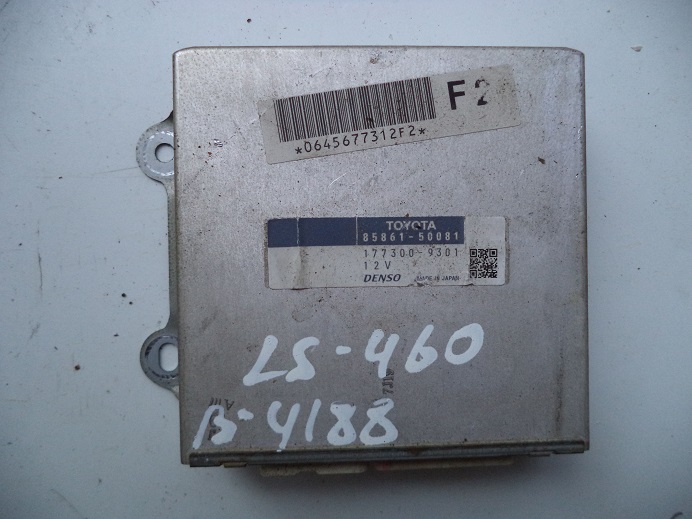 F2
*0645677312F2*
TOYOTA
85861-50081
177300-9301
12V
DENSO MADE IN JAPAN
LS-460
B-4188